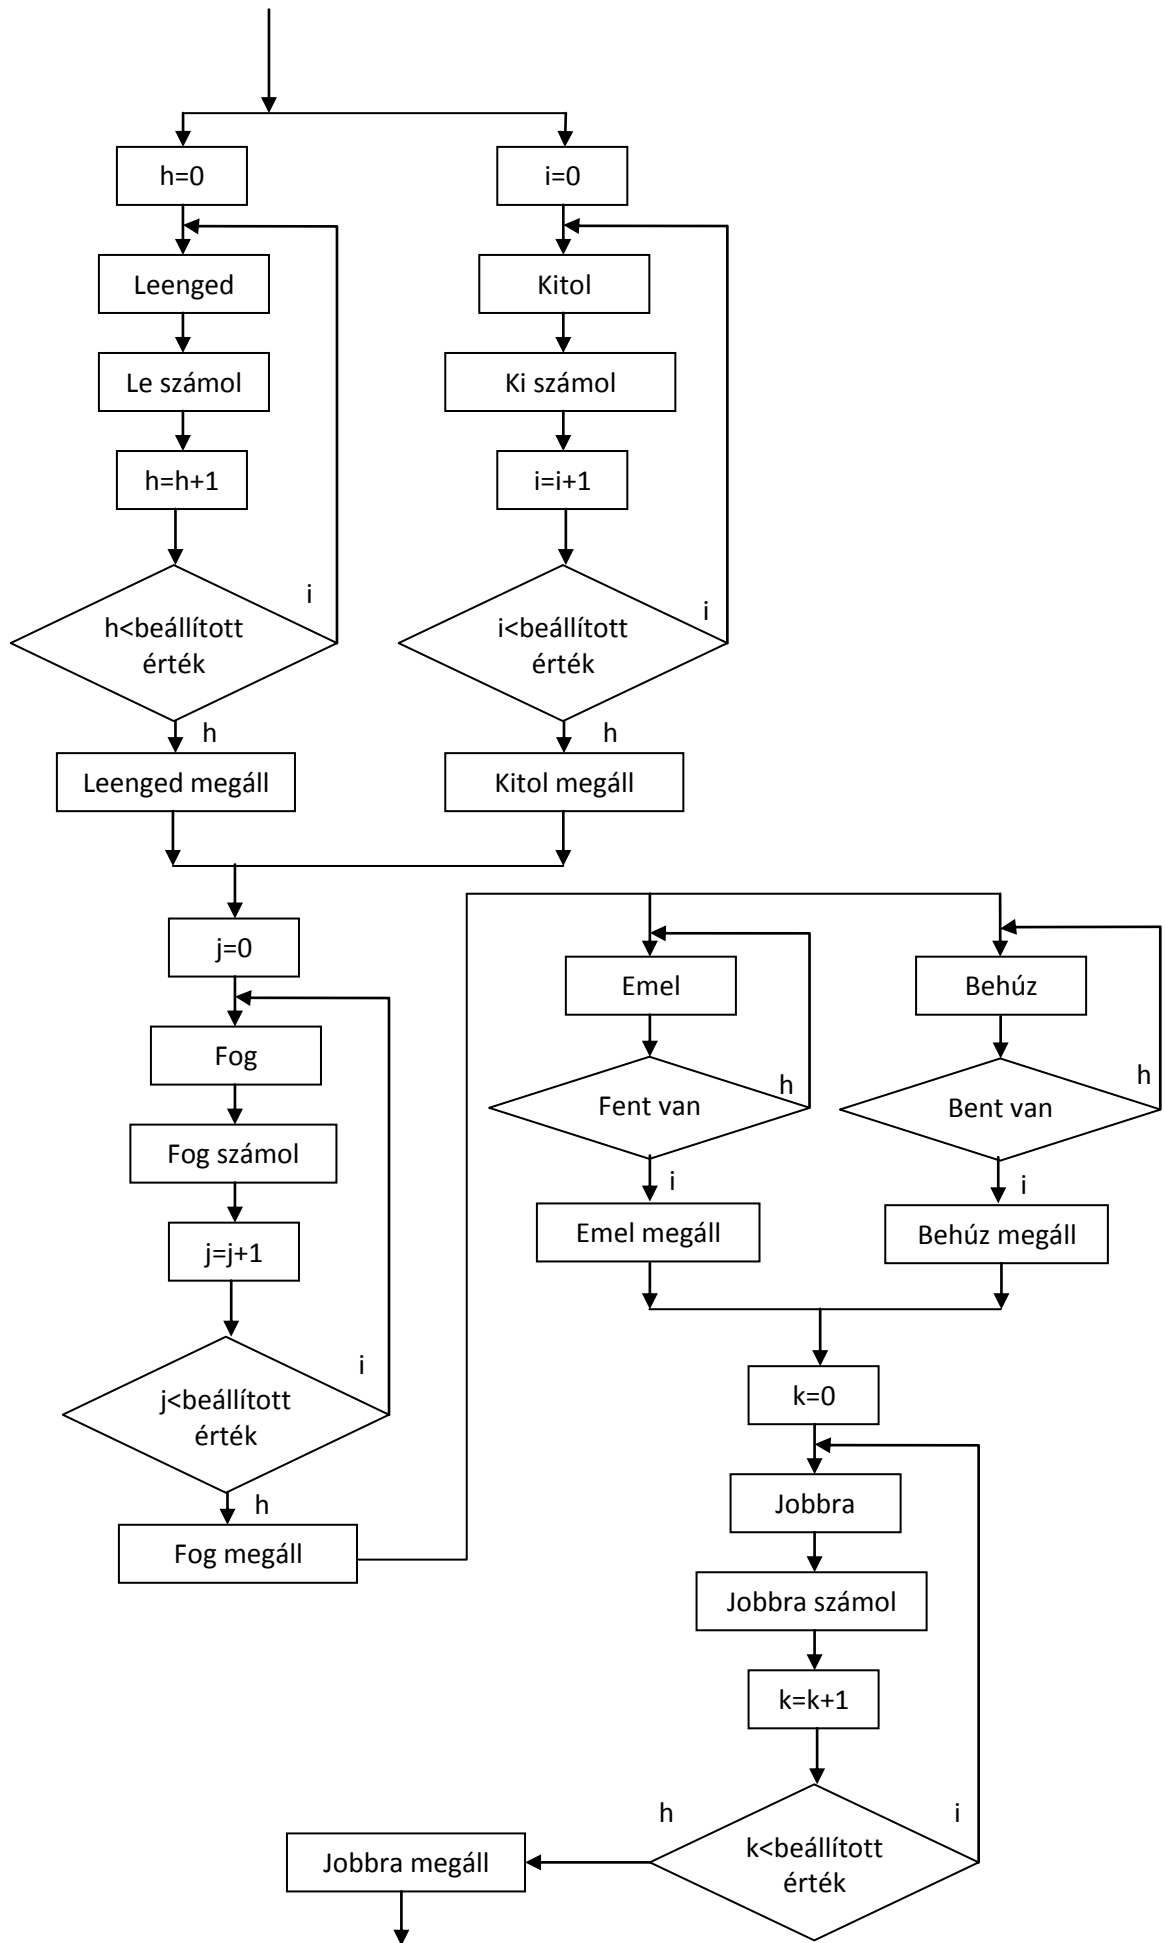 h=0
i=0
Leenged
Kitol
Le számol
Ki számol
h=h+1
i=i+1
h<beállított
érték
i
i<beállított
érték
i
h
h
Leenged megáll
Kitol megáll
j=0
Fog
Fog számol
j=j+1
j<beállított
érték
i
h
Fog megáll
Emel
Behúz
Fent van
h
Bent van
h
i
i
Emel megáll
Behúz megáll
k=0
Jobbra
Jobbra számol
k=k+1
k<beállított
érték
i
h
Jobbra megáll